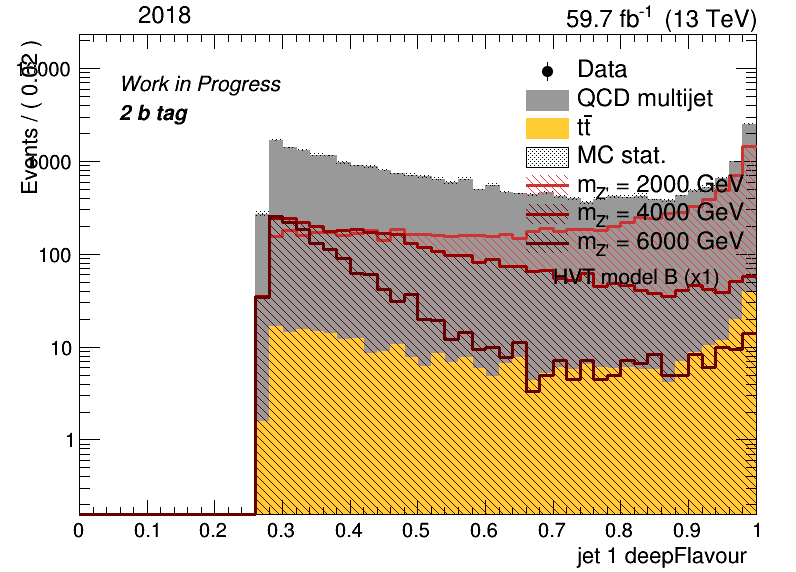 2018
59.7 fb⁻¹ (13 TeV)
Events / ( 0.02 )
10000
1000
100
10
1
Work in Progress
2 b tag
Data
QCD multijet
tt̅
MC stat.
m_Z' = 2000 GeV
m_Z' = 4000 GeV
m_Z' = 6000 GeV
HVT model B (x1)
0 0.1 0.2 0.3 0.4 0.5 0.6 0.7 0.8 0.9 1
jet 1 deepFlavour